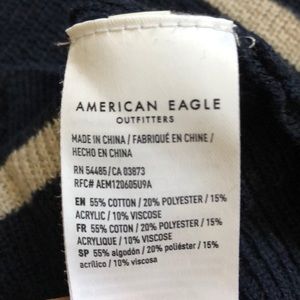 AMERICAN EAGLE
OUTFITTERS
MADE IN CHINA / FABRIQUÉ EN CHINE /
HECHO EN CHINA
RN 54485/CA 03873
RFC# AEM120605U9A
EN 55% COTTON / 20% POLYESTER / 15%
ACRYLIC / 10% VISCOSE
FR 55% COTON / 20% POLYESTER / 15%
ACRYLIQUE / 10% VISCOSE
SP 55% algodón / 20% poliéster / 15%
acrílico / 10% viscosa